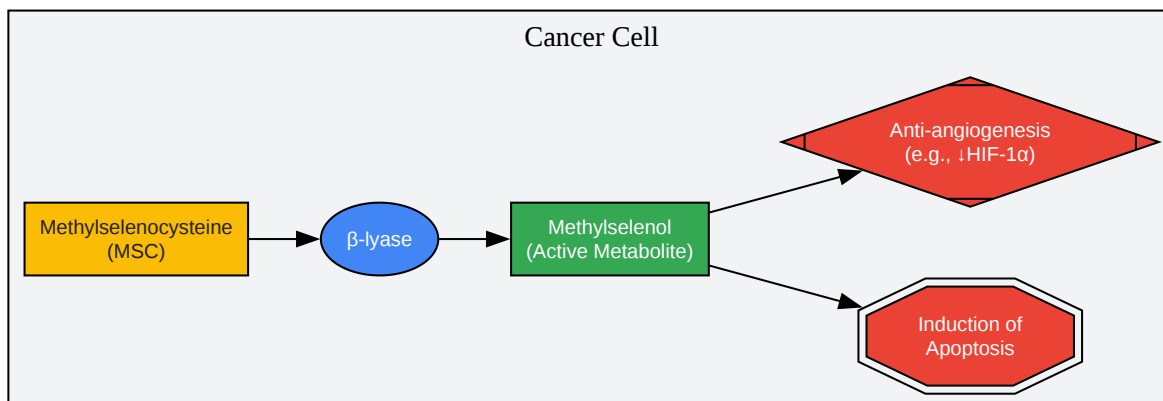 Cancer Cell
Methylselenocysteine
(MSC)
β-lyase
Methylselenol
(Active Metabolite)
Anti-angiogenesis
(e.g., ↓HIF-1α)
Induction of
Apoptosis